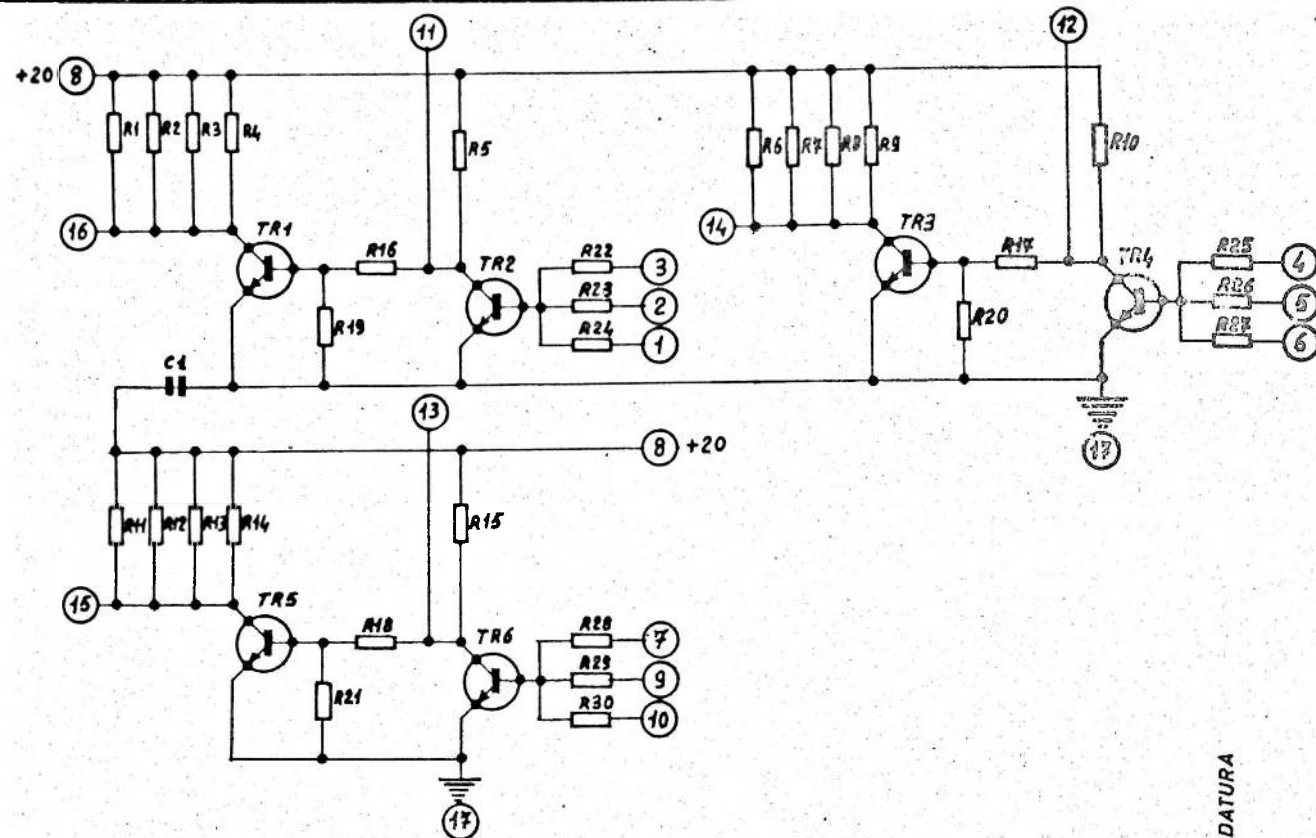 11
12
+20 8
R1 R2 R3 R4
R5
R6 R7 R8 R9
R10
16
TR1
R16
TR2
R22 3
R23 2
R24 1
R19
14
TR3
R17
TR4
R25 4
R26 5
R27 6
R20
C1
17
13
8 +20
R11 R12 R13 R14
R15
15
TR5
R18
TR6
R28 7
R29 9
R30 10
R21
17
DATURA